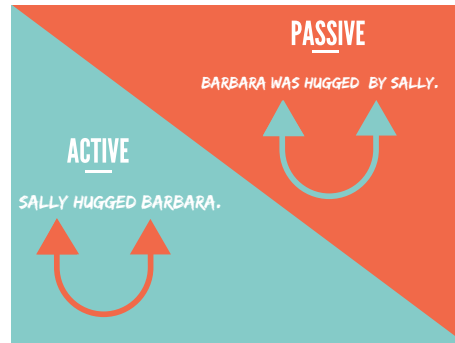 PASSIVE
BARBARA WAS HUGGED BY SALLY.
ACTIVE
SALLY HUGGED BARBARA.